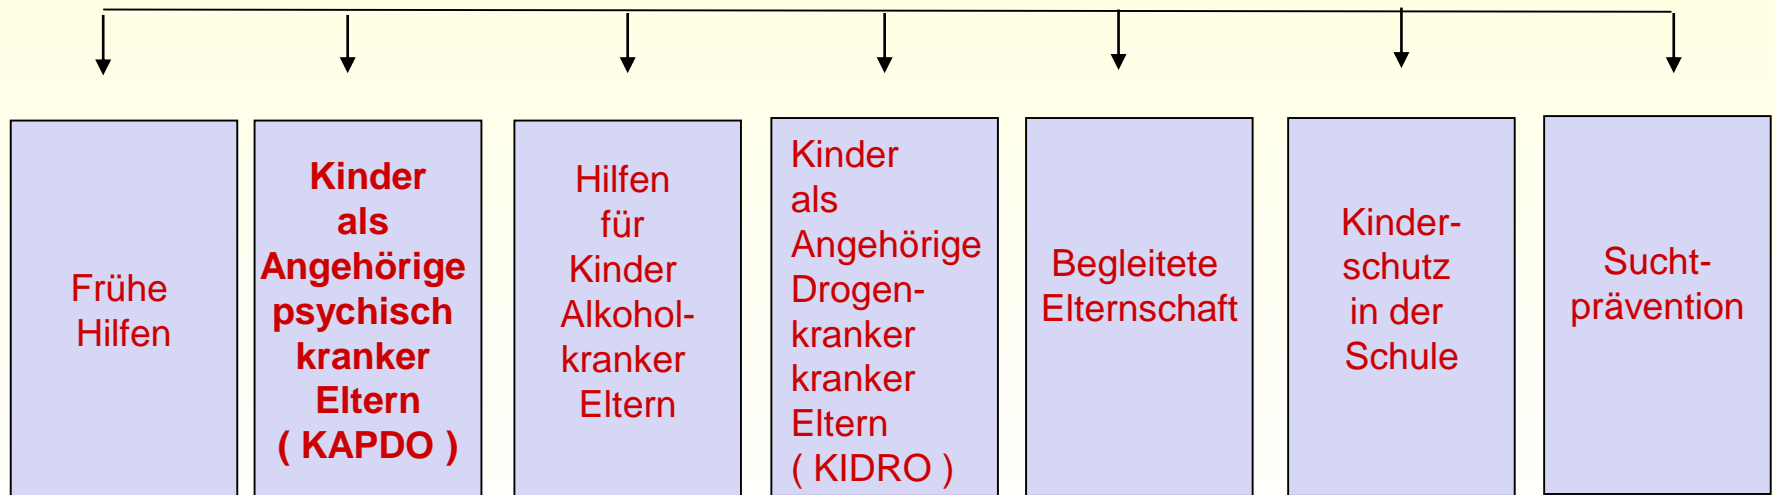 Frühe
Hilfen
Kinder
als
Angehörige
psychisch
kranker
Eltern
( KAPDO )
Hilfen
für
Kinder
Alkohol-
kranker
Eltern
Kinder
als
Angehörige
Drogen-
kranker
kranker
Eltern
( KIDRO )
Begleitete
Elternschaft
Kinder-
schutz
in der
Schule
Sucht-
prävention